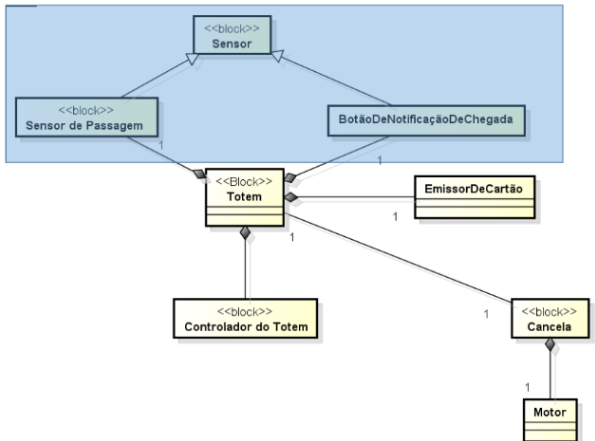 <<block>>
Sensor
<<block>>
Sensor de Passagem
BotãoDeNotificaçãoDeChegada
1
1
<<Block>>
Totem
EmissorDeCartão
1
1
<<block>>
Controlador do Totem
1
<<block>>
Cancela
1
Motor